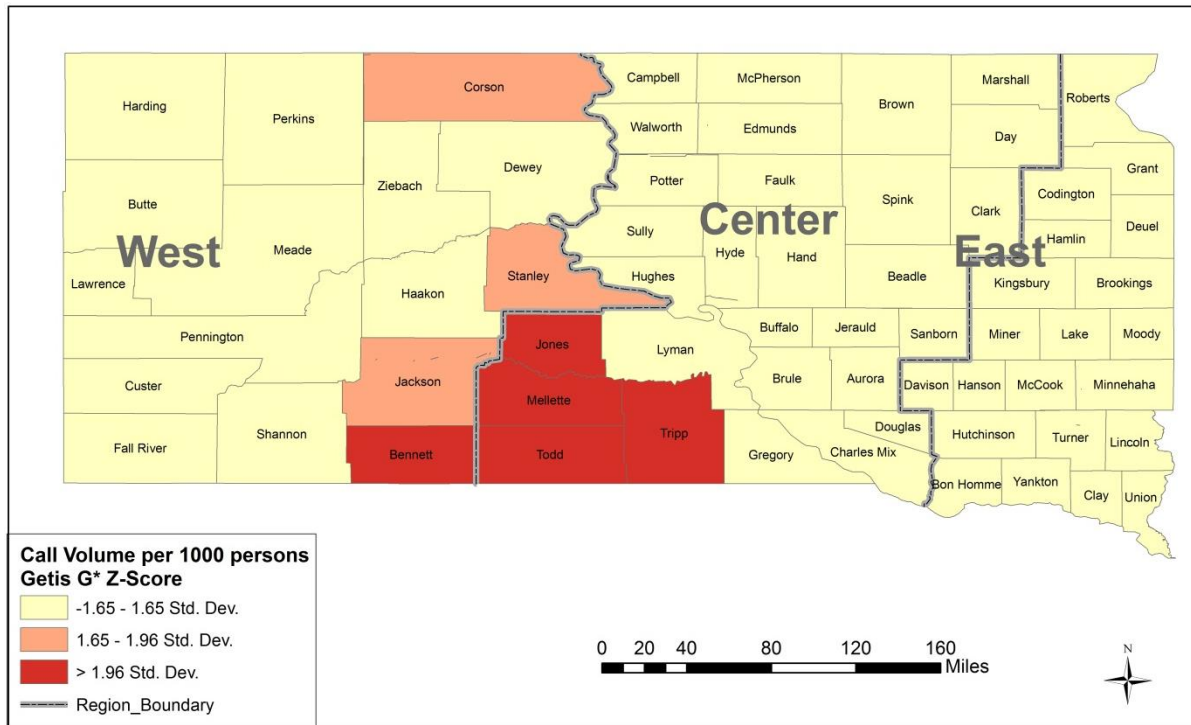 Corson
Campbell
McPherson
Marshall
Harding
Perkins
Brown
Roberts
Walworth
Edmunds
Day
Dewey
Grant
Ziebach
Potter
Faulk
Codington
Butte
Spink
Clark
Center
Deuel
West
Sully
Hamlin
East
Meade
Hyde
Hand
Stanley
Hughes
Beadle
Kingsbury
Brookings
Lawrence
Haakon
Pennington
Buffalo
Jerauld
Sanborn
Miner
Lake
Moody
Jones
Lyman
Custer
Jackson
Brule
Aurora
Davison
Hanson
McCook
Minnehaha
Mellette
Douglas
Shannon
Tripp
Hutchinson
Turner
Lincoln
Fall River
Bennett
Todd
Gregory
Charles Mix
Bon Homme
Yankton
Clay
Union
Call Volume per 1000 persons
Getis G* Z-Score
-1.65 - 1.65 Std. Dev.
1.65 - 1.96 Std. Dev.
> 1.96 Std. Dev.
Region_Boundary
0 20 40 80 120 160
Miles
N